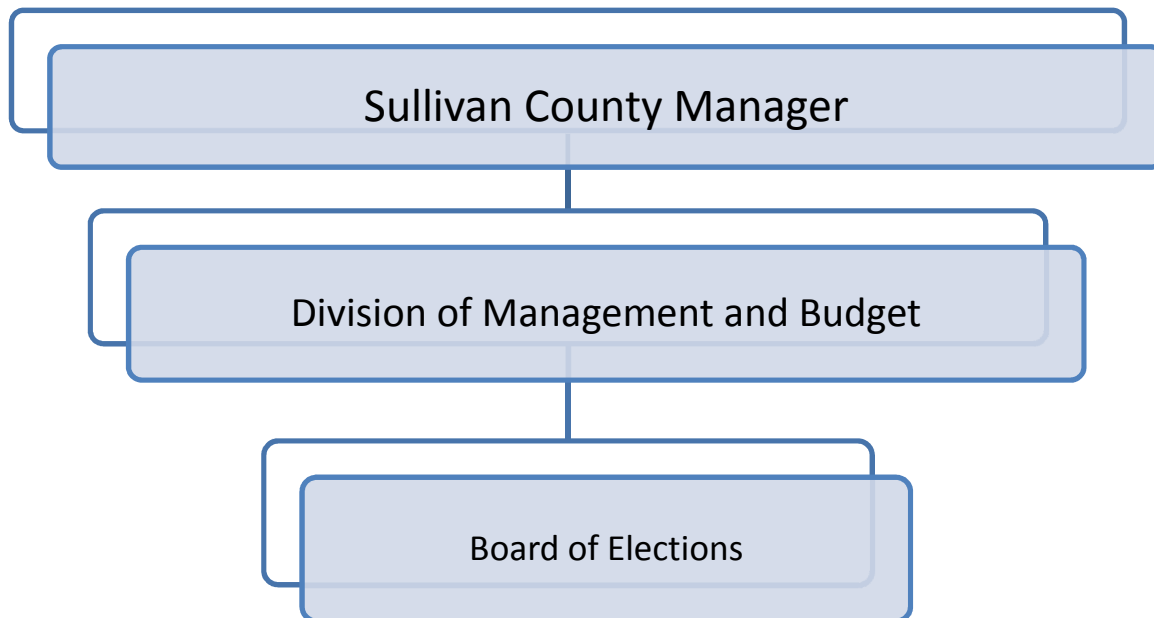 Sullivan County Manager
Division of Management and Budget
Board of Elections